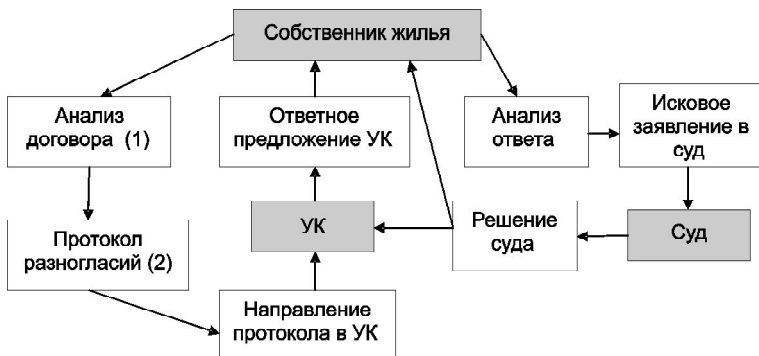 Собственник жилья
Анализ
договора (1)
Ответное
предложение УК
Анализ
ответа
Исковое
заявление в
суд
Протокол
разногласий (2)
УК
Решение
суда
Суд
Направление
протокола в УК